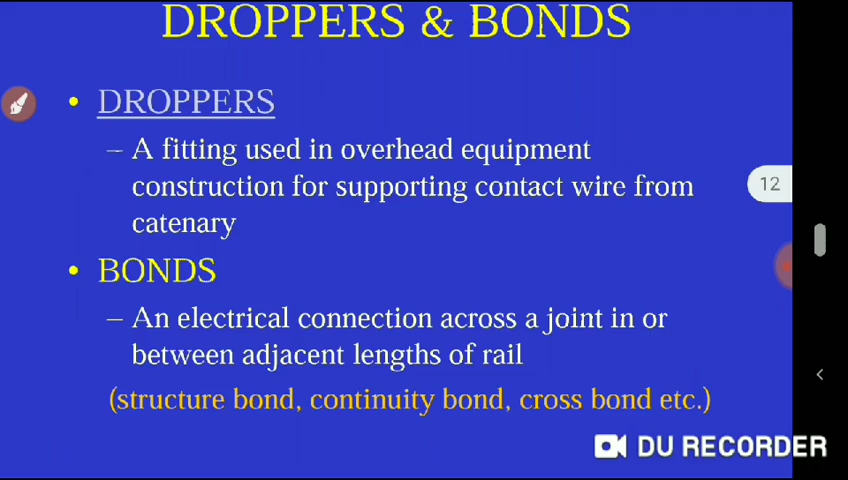 DROPPERS & BONDS
• DROPPERS
– A fitting used in overhead equipment
construction for supporting contact wire from
catenary
12
• BONDS
– An electrical connection across a joint in or
between adjacent lengths of rail
(structure bond, continuity bond, cross bond etc.)
DU RECORDER